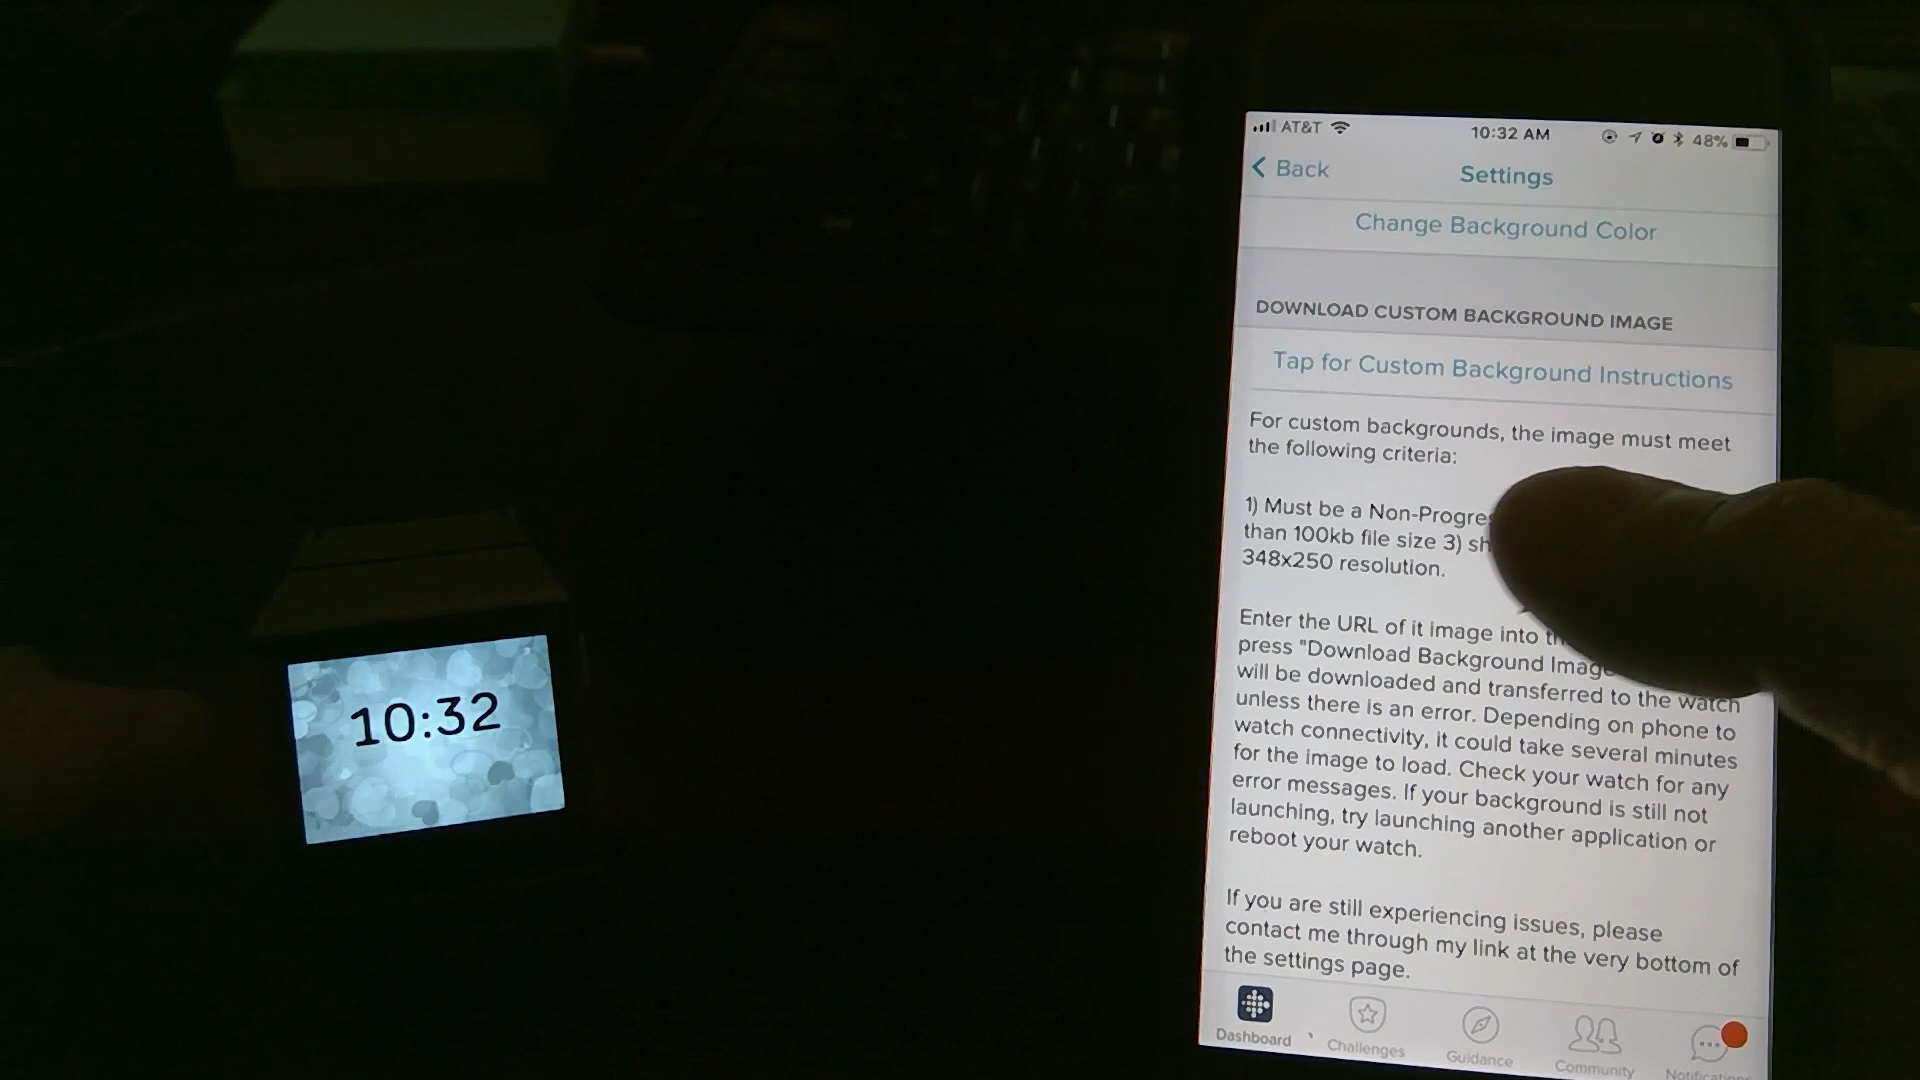 AT&T 10:32 AM 48%
Back Settings
Change Background Color
DOWNLOAD CUSTOM BACKGROUND IMAGE
Tap for Custom Background Instructions
For custom backgrounds, the image must meet
the following criteria:
1) Must be a Non-Progres
than 100kb file size 3) sh
348x250 resolution.
Enter the URL of it image into
press "Download Background Image
will be downloaded and transferred to the watch
unless there is an error. Depending on phone to
watch connectivity, it could take several minutes
for the image to load. Check your watch for any
error messages. If your background is still not
launching, try launching another application or
reboot your watch.
If you are still experiencing issues, please
contact me through my link at the very bottom of
the settings page.
Dashboard Challenges Guidance Community
10:32